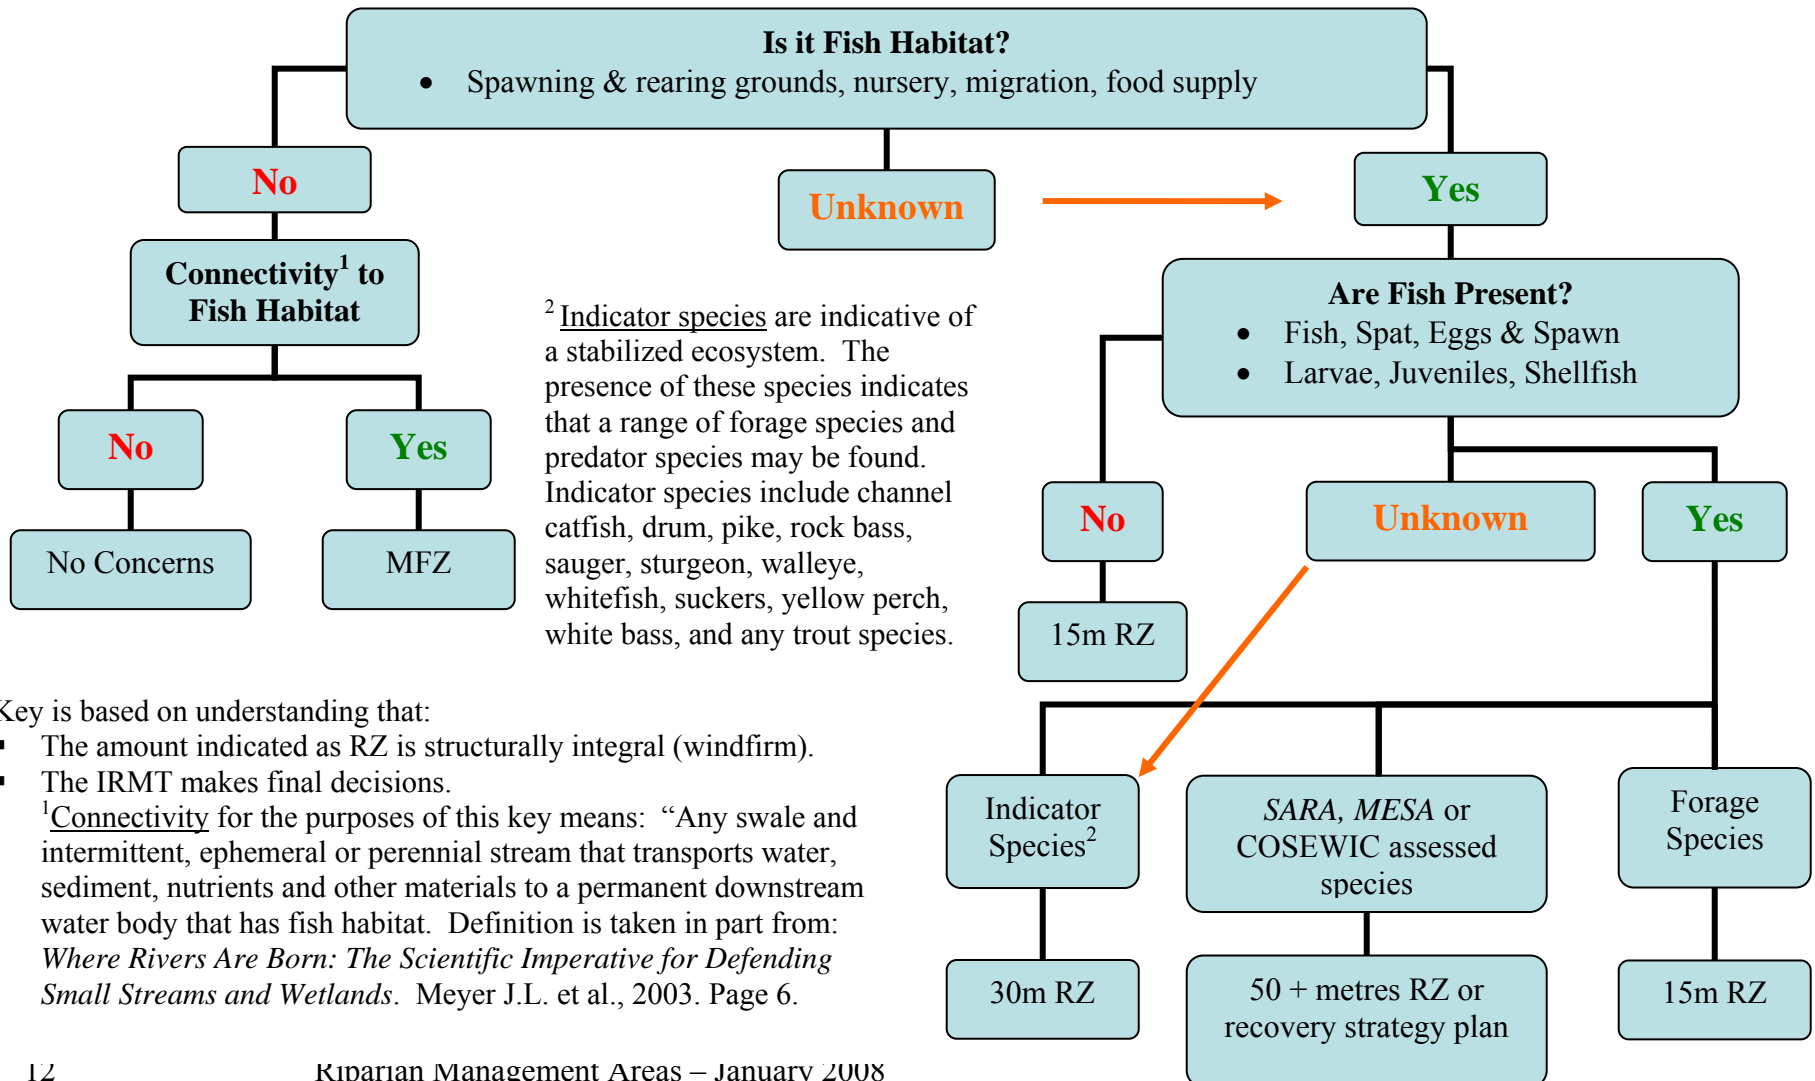 Is it Fish Habitat?
• Spawning & rearing grounds, nursery, migration, food supply
No
Unknown
Yes
Connectivity1 to
Fish Habitat
No
Yes
No Concerns
MFZ
2 Indicator species are indicative of
a stabilized ecosystem. The
presence of these species indicates
that a range of forage species and
predator species may be found.
Indicator species include channel
catfish, drum, pike, rock bass,
sauger, sturgeon, walleye,
whitefish, suckers, yellow perch,
white bass, and any trout species.
Are Fish Present?
• Fish, Spat, Eggs & Spawn
• Larvae, Juveniles, Shellfish
No
Unknown
Yes
15m RZ
Indicator
Species2
SARA, MESA or
COSEWIC assessed
species
Forage
Species
30m RZ
50 + metres RZ or
recovery strategy plan
15m RZ
Key is based on understanding that:
▪ The amount indicated as RZ is structurally integral (windfirm).
▪ The IRMT makes final decisions.
1Connectivity for the purposes of this key means: “Any swale and
intermittent, ephemeral or perennial stream that transports water,
sediment, nutrients and other materials to a permanent downstream
water body that has fish habitat. Definition is taken in part from:
Where Rivers Are Born: The Scientific Imperative for Defending
Small Streams and Wetlands. Meyer J.L. et al., 2003. Page 6.
12 Riparian Management Areas – January 2008